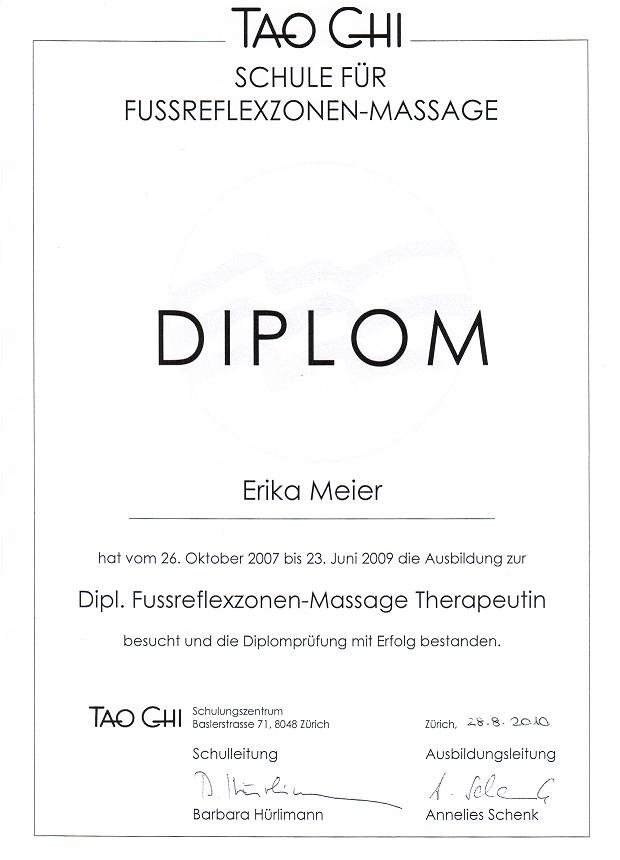 TAO CHI
SCHULE FÜR
FUSSREFLEXZONEN-MASSAGE
DIPLOM
Erika Meier
hat vom 26. Oktober 2007 bis 23. Juni 2009 die Ausbildung zur
Dipl. Fussreflexzonen-Massage Therapeutin
besucht und die Diplomprüfung mit Erfolg bestanden.
TAO CHI Schulungszentrum
Baslerstrasse 71, 8048 Zürich
Zürich, 28.8.2010
Schulleitung
Ausbildungsleitung
B. Hürlimann
A. Schenk
Barbara Hürlimann
Annelies Schenk